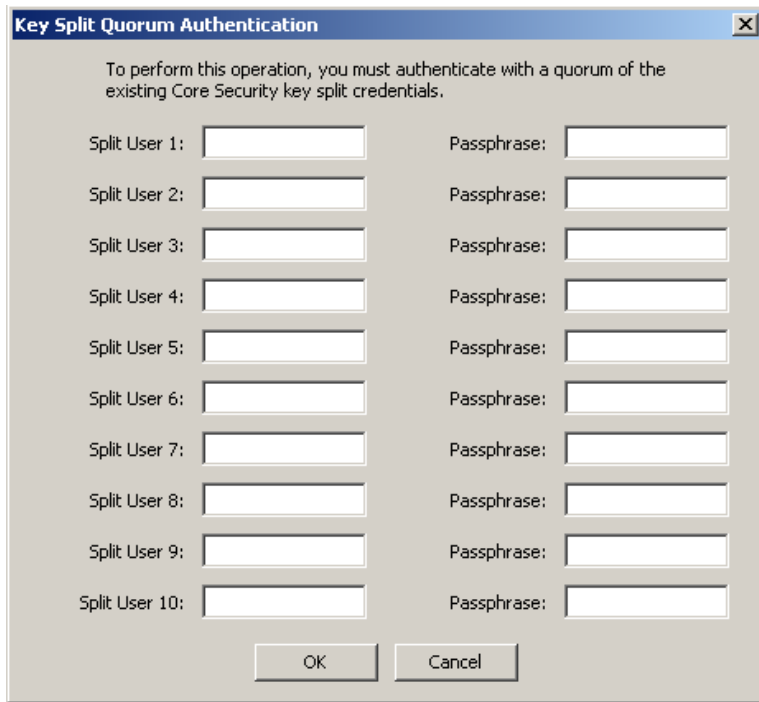 Key Split Quorum Authentication
To perform this operation, you must authenticate with a quorum of the
existing Core Security key split credentials.
Split User 1: Passphrase:
Split User 2: Passphrase:
Split User 3: Passphrase:
Split User 4: Passphrase:
Split User 5: Passphrase:
Split User 6: Passphrase:
Split User 7: Passphrase:
Split User 8: Passphrase:
Split User 9: Passphrase:
Split User 10: Passphrase:
OK Cancel